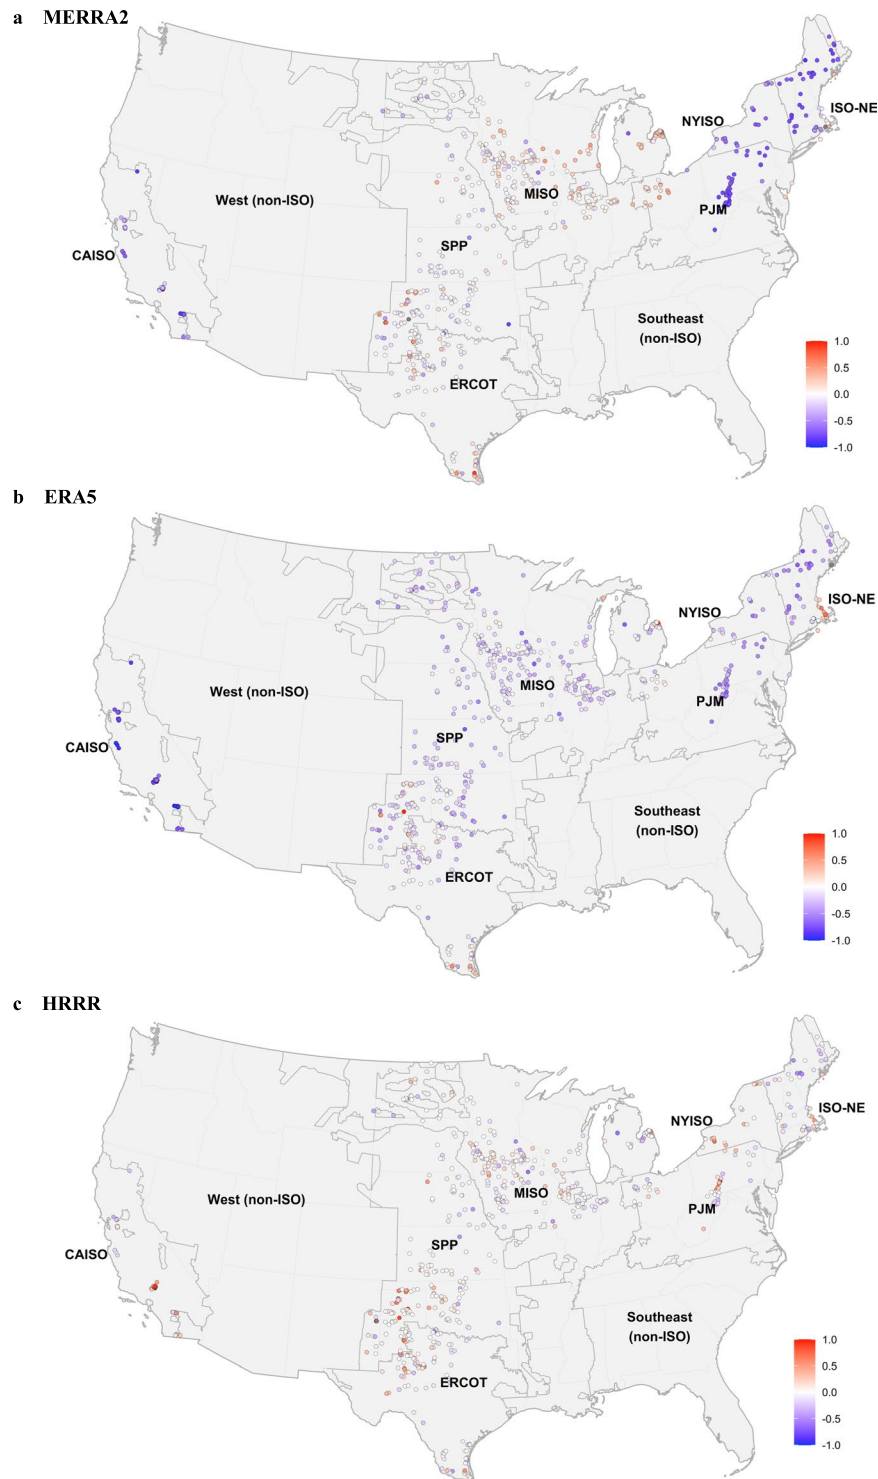 a MERRA2
NYISO
ISO-NE
West (non-ISO)
MISO
PJM
CAISO
SPP
Southeast
(non-ISO)
ERCOT
1.0
0.5
0.0
-0.5
-1.0
b ERA5
NYISO
ISO-NE
West (non-ISO)
MISO
PJM
CAISO
SPP
Southeast
(non-ISO)
ERCOT
1.0
0.5
0.0
-0.5
-1.0
c HRRR
NYISO
ISO-NE
West (non-ISO)
MISO
PJM
CAISO
SPP
Southeast
(non-ISO)
ERCOT
1.0
0.5
0.0
-0.5
-1.0